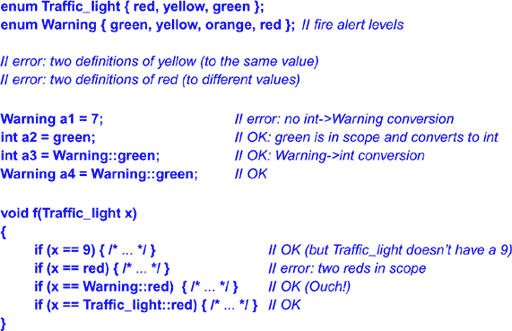 enum Traffic_light { red, yellow, green };
enum Warning { green, yellow, orange, red }; // fire alert levels
// error: two definitions of yellow (to the same value)
// error: two definitions of red (to different values)
Warning a1 = 7; // error: no int->Warning conversion
int a2 = green; // OK: green is in scope and converts to int
int a3 = Warning::green; // OK: Warning->int conversion
Warning a4 = Warning::green; // OK
void f(Traffic_light x)
{
if (x == 9) { /* ... */ } // OK (but Traffic_light doesn't have a 9)
if (x == red) { /* ... */ } // error: two reds in scope
if (x == Warning::red) { /* ... */ } // OK (Ouch!)
if (x == Traffic_light::red) { /* ... */ } // OK
}